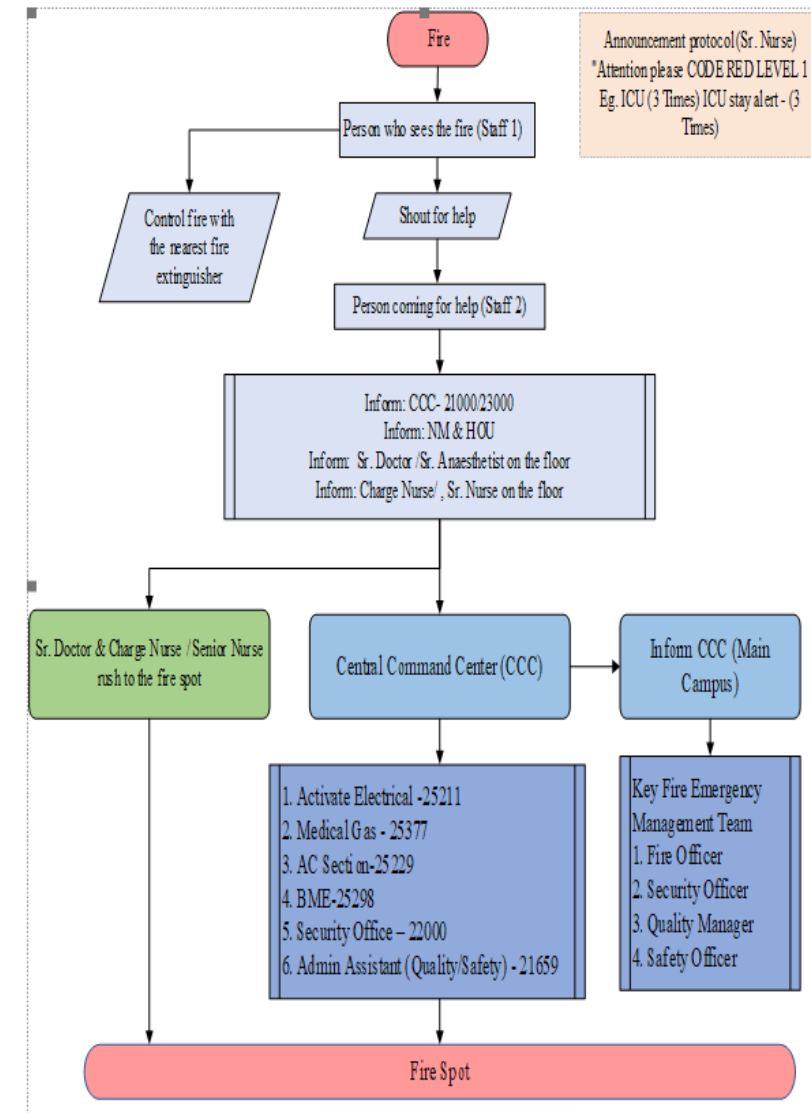 Fire
Announcement protocol (Sr. Nurse)
"Attention please CODE RED LEVEL 1
Eg. ICU (3 Times) ICU stay alert - (3
Times)
Person who sees the fire (Staff 1)
Control fire with
the nearest fire
extinguisher
Shout for help
Person coming for help (Staff 2)
Inform: CCC- 21000/23000
Inform: NM & HOU
Inform: Sr. Doctor /Sr. Anaesthetist on the floor
Inform: Charge Nurse/ , Sr. Nurse on the floor
Sr. Doctor & Charge Nurse / Senior Nurse
rush to the fire spot
Central Command Center (CCC)
Inform CCC (Main
Campus)
1. Activate Electrical -25211
2. Medical Gas - 25377
3. AC Section-25229
4. BME-25298
5. Security Office – 22000
6. Admin Assistant (Quality/Safety) - 21659
Key Fire Emergency
Management Team
1. Fire Officer
2. Security Officer
3. Quality Manager
4. Safety Officer
Fire Spot